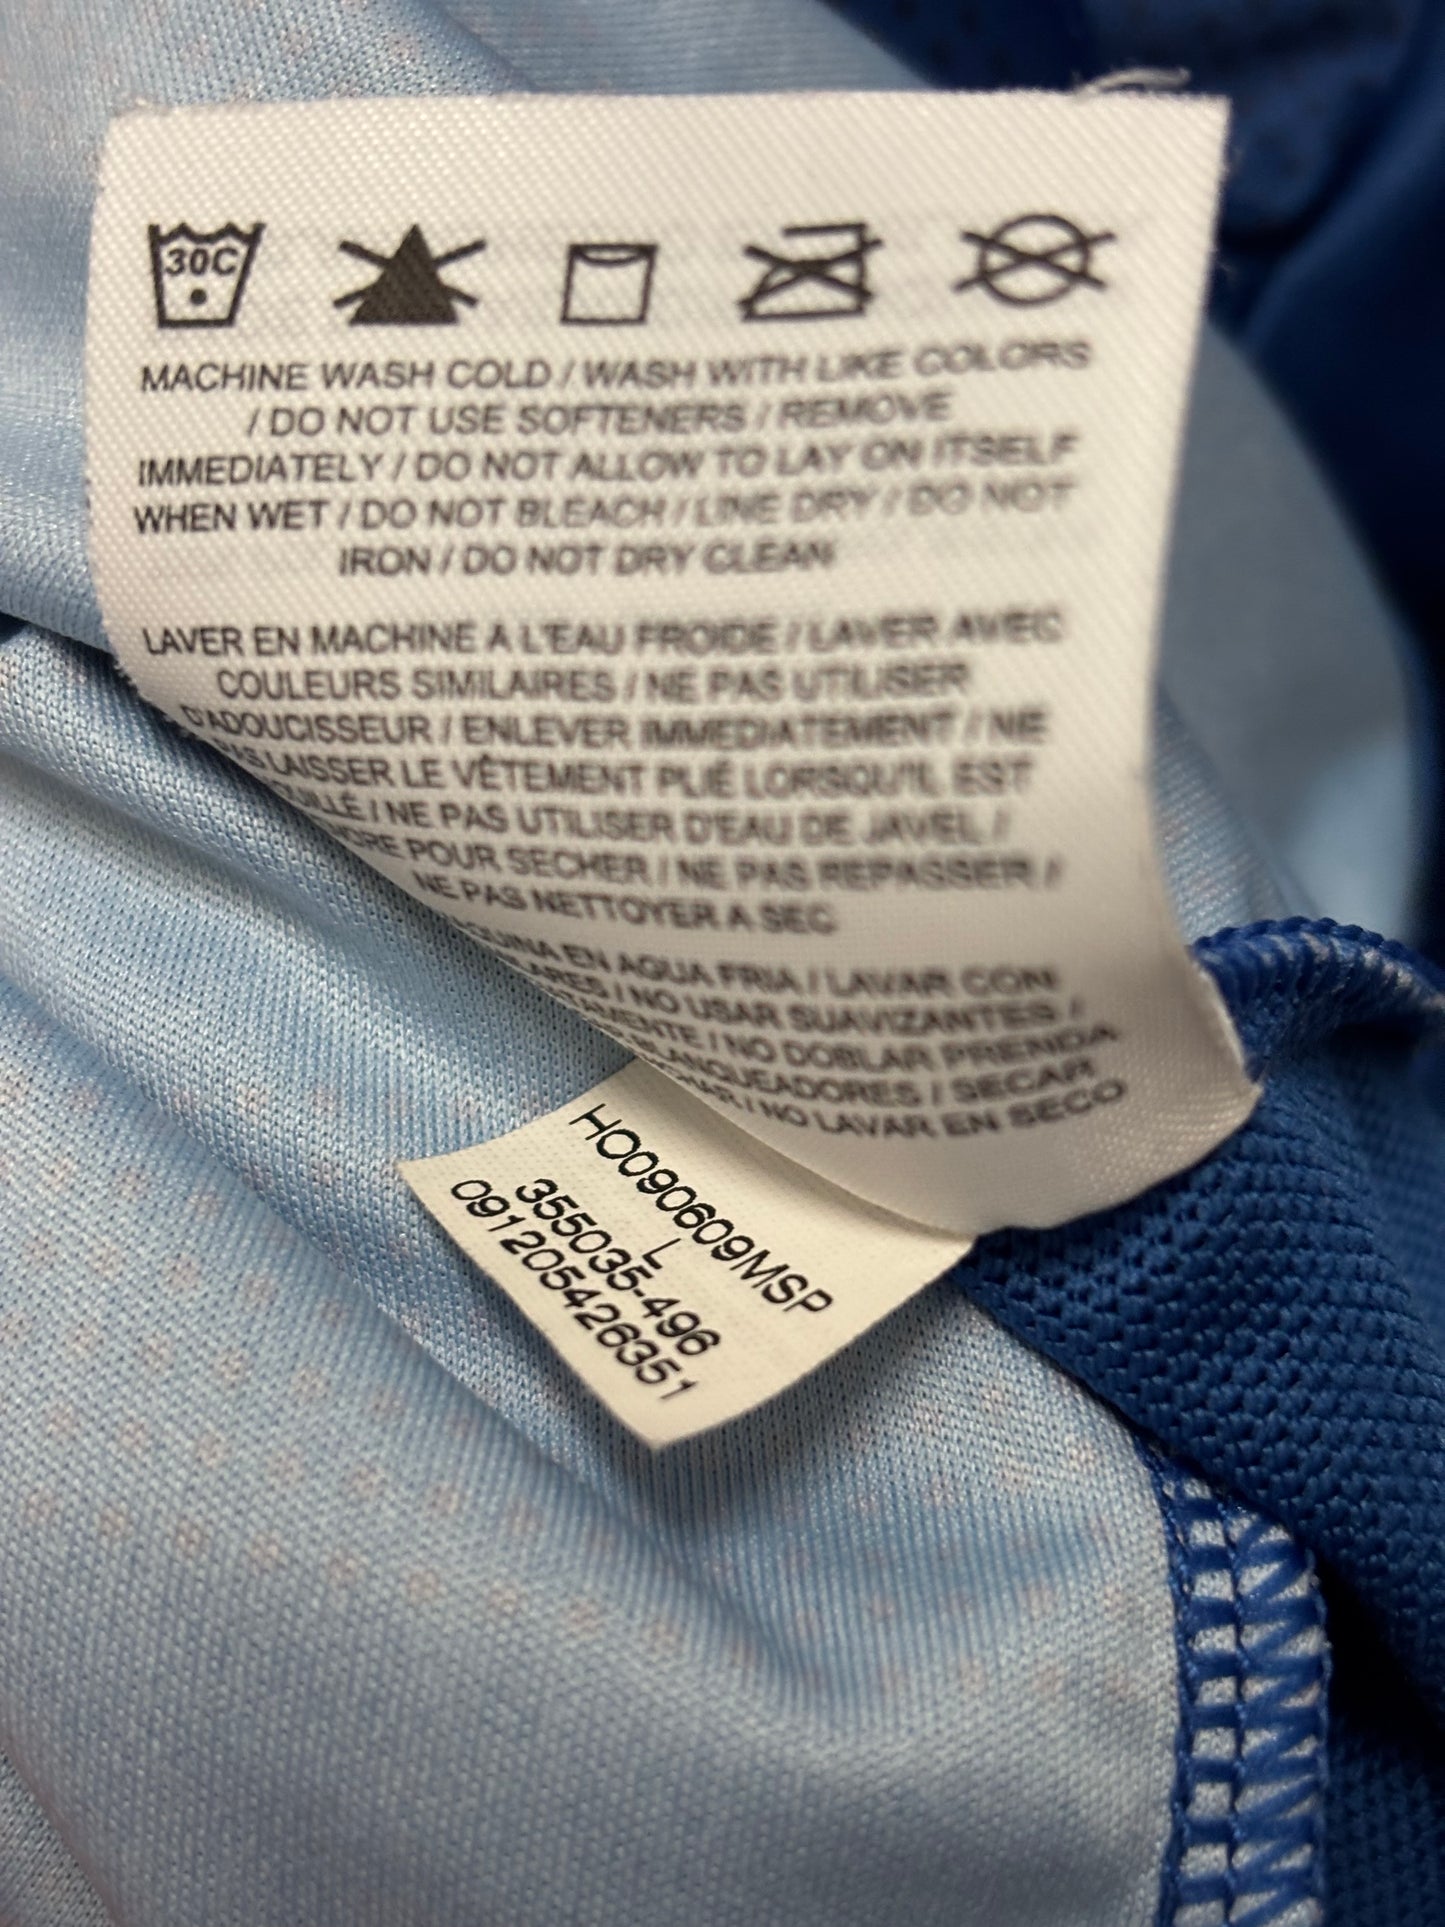 30C
MACHINE WASH COLD / WASH WITH LIKE COLORS
/ DO NOT USE SOFTENERS / REMOVE
IMMEDIATELY / DO NOT ALLOW TO LAY ON ITSELF
WHEN WET / DO NOT BLEACH / LINE DRY / DO NOT
IRON / DO NOT DRY CLEAN
LAVER EN MACHINE A L'EAU FROIDE / LAVER AVEC
COULEURS SIMILAIRES / NE PAS UTILISER
D'ADOUCISSEUR / ENLEVER IMMEDIATEMENT / NE
PAS LAISSER LE VÊTEMENT PLIÉ LORSQU'IL EST
/ NE PAS UTILISER D'EAU DE JAVEL /
POUR SECHER / NE PAS REPASSER /
NE PAS NETTOYER A SEC
EN AGUA FRIA / LAVAR CON
/ NO USAR SUAVIZANTES /
/ NO DOBLAR PRENDA
BLANQUEADORES / SECAR
/ NO LAVAR EN SECO
HO090609MSP
L
355035-496
091205426351